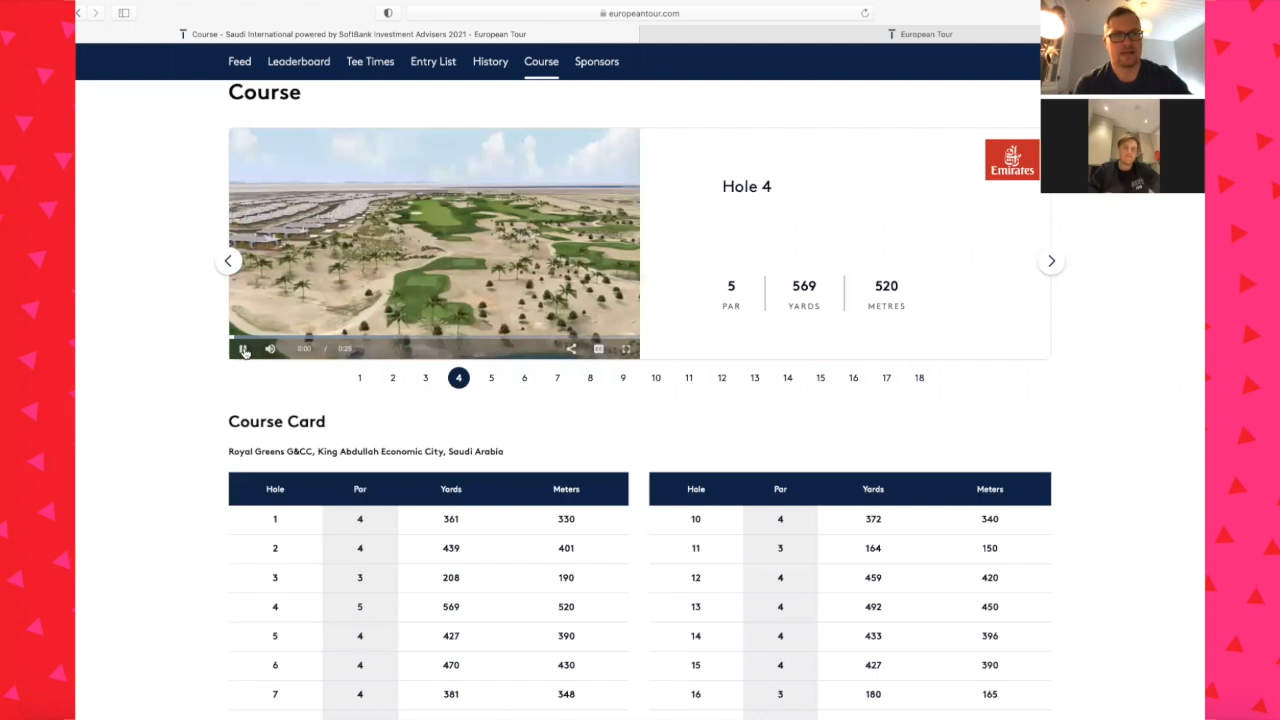 europeantour.com
Course - Saudi International powered by SoftBank Investment Advisers 2021 - European Tour
European Tour
Feed Leaderboard Tee Times Entry List History Course Sponsors
Course
Emirates
Hole 4
5 569 520
PAR YARDS METRES
0:00 / 0:25
1 2 3 4 5 6 7 8 9 10 11 12 13 14 15 16 17 18
Course Card
Royal Greens G&CC, King Abdullah Economic City, Saudi Arabia
Hole Par Yards Meters Hole Par Yards Meters
1 4 361 330 10 4 372 340
2 4 439 401 11 3 164 150
3 3 208 190 12 4 459 420
4 5 569 520 13 4 492 450
5 4 427 390 14 4 433 396
6 4 470 430 15 4 427 390
7 4 381 348 16 3 180 165